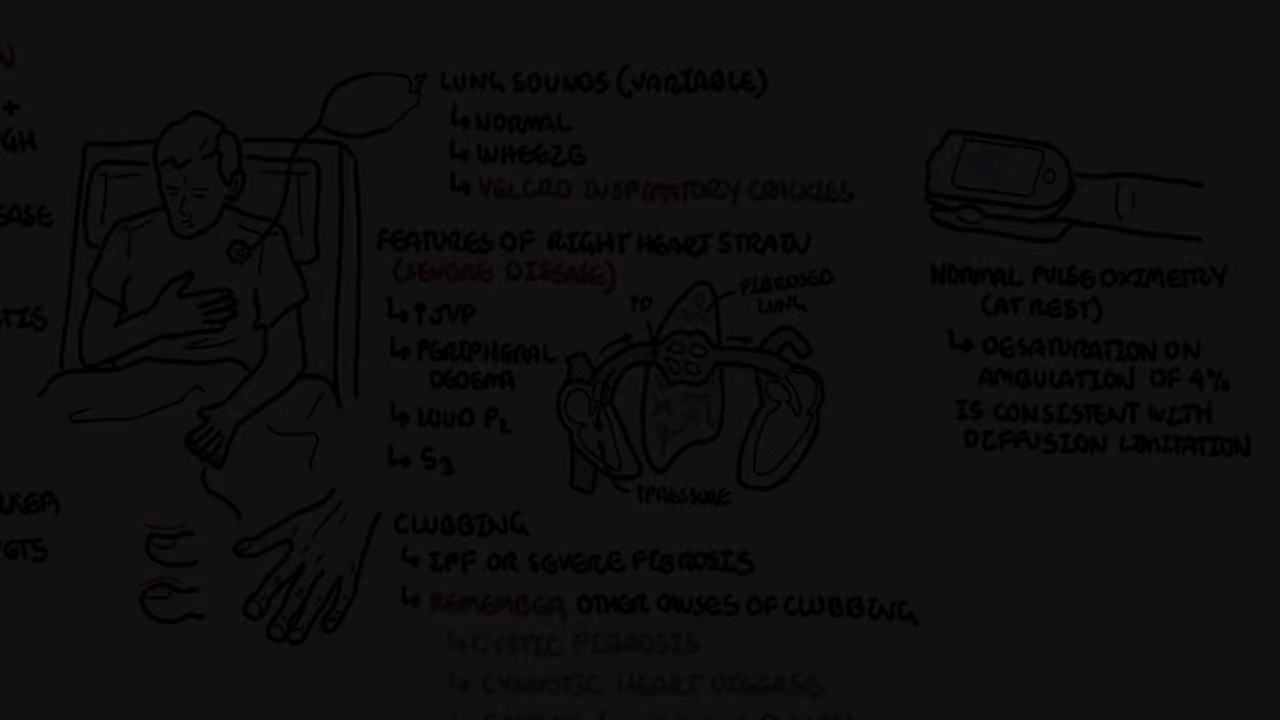 +
LUNG SOUNDS (VARIABLE)
↳ NORMAL
↳ WHEEZE
↳ VELCRO INSPIRATORY CRACKLES
FEATURES OF RIGHT HEART STRAIN
(SEVERE DISEASE)
↳ ↑JVP
↳ PERIPHERAL
OEDEMA
↳ LOUD P2
↳ S3
FIBROSED
LUNG
↑PRESSURE
CLUBBING
↳ IPF OR SEVERE FIBROSIS
↳ REMEMBER, OTHER CAUSES OF CLUBBING
↳ CYSTIC FIBROSIS
↳ CYANOTIC HEART DISEASE
NORMAL PULSE OXIMETRY
(AT REST)
↳ DESATURATION ON
AMBULATION OF 4%
IS CONSISTENT WITH
DIFFUSION LIMITATION